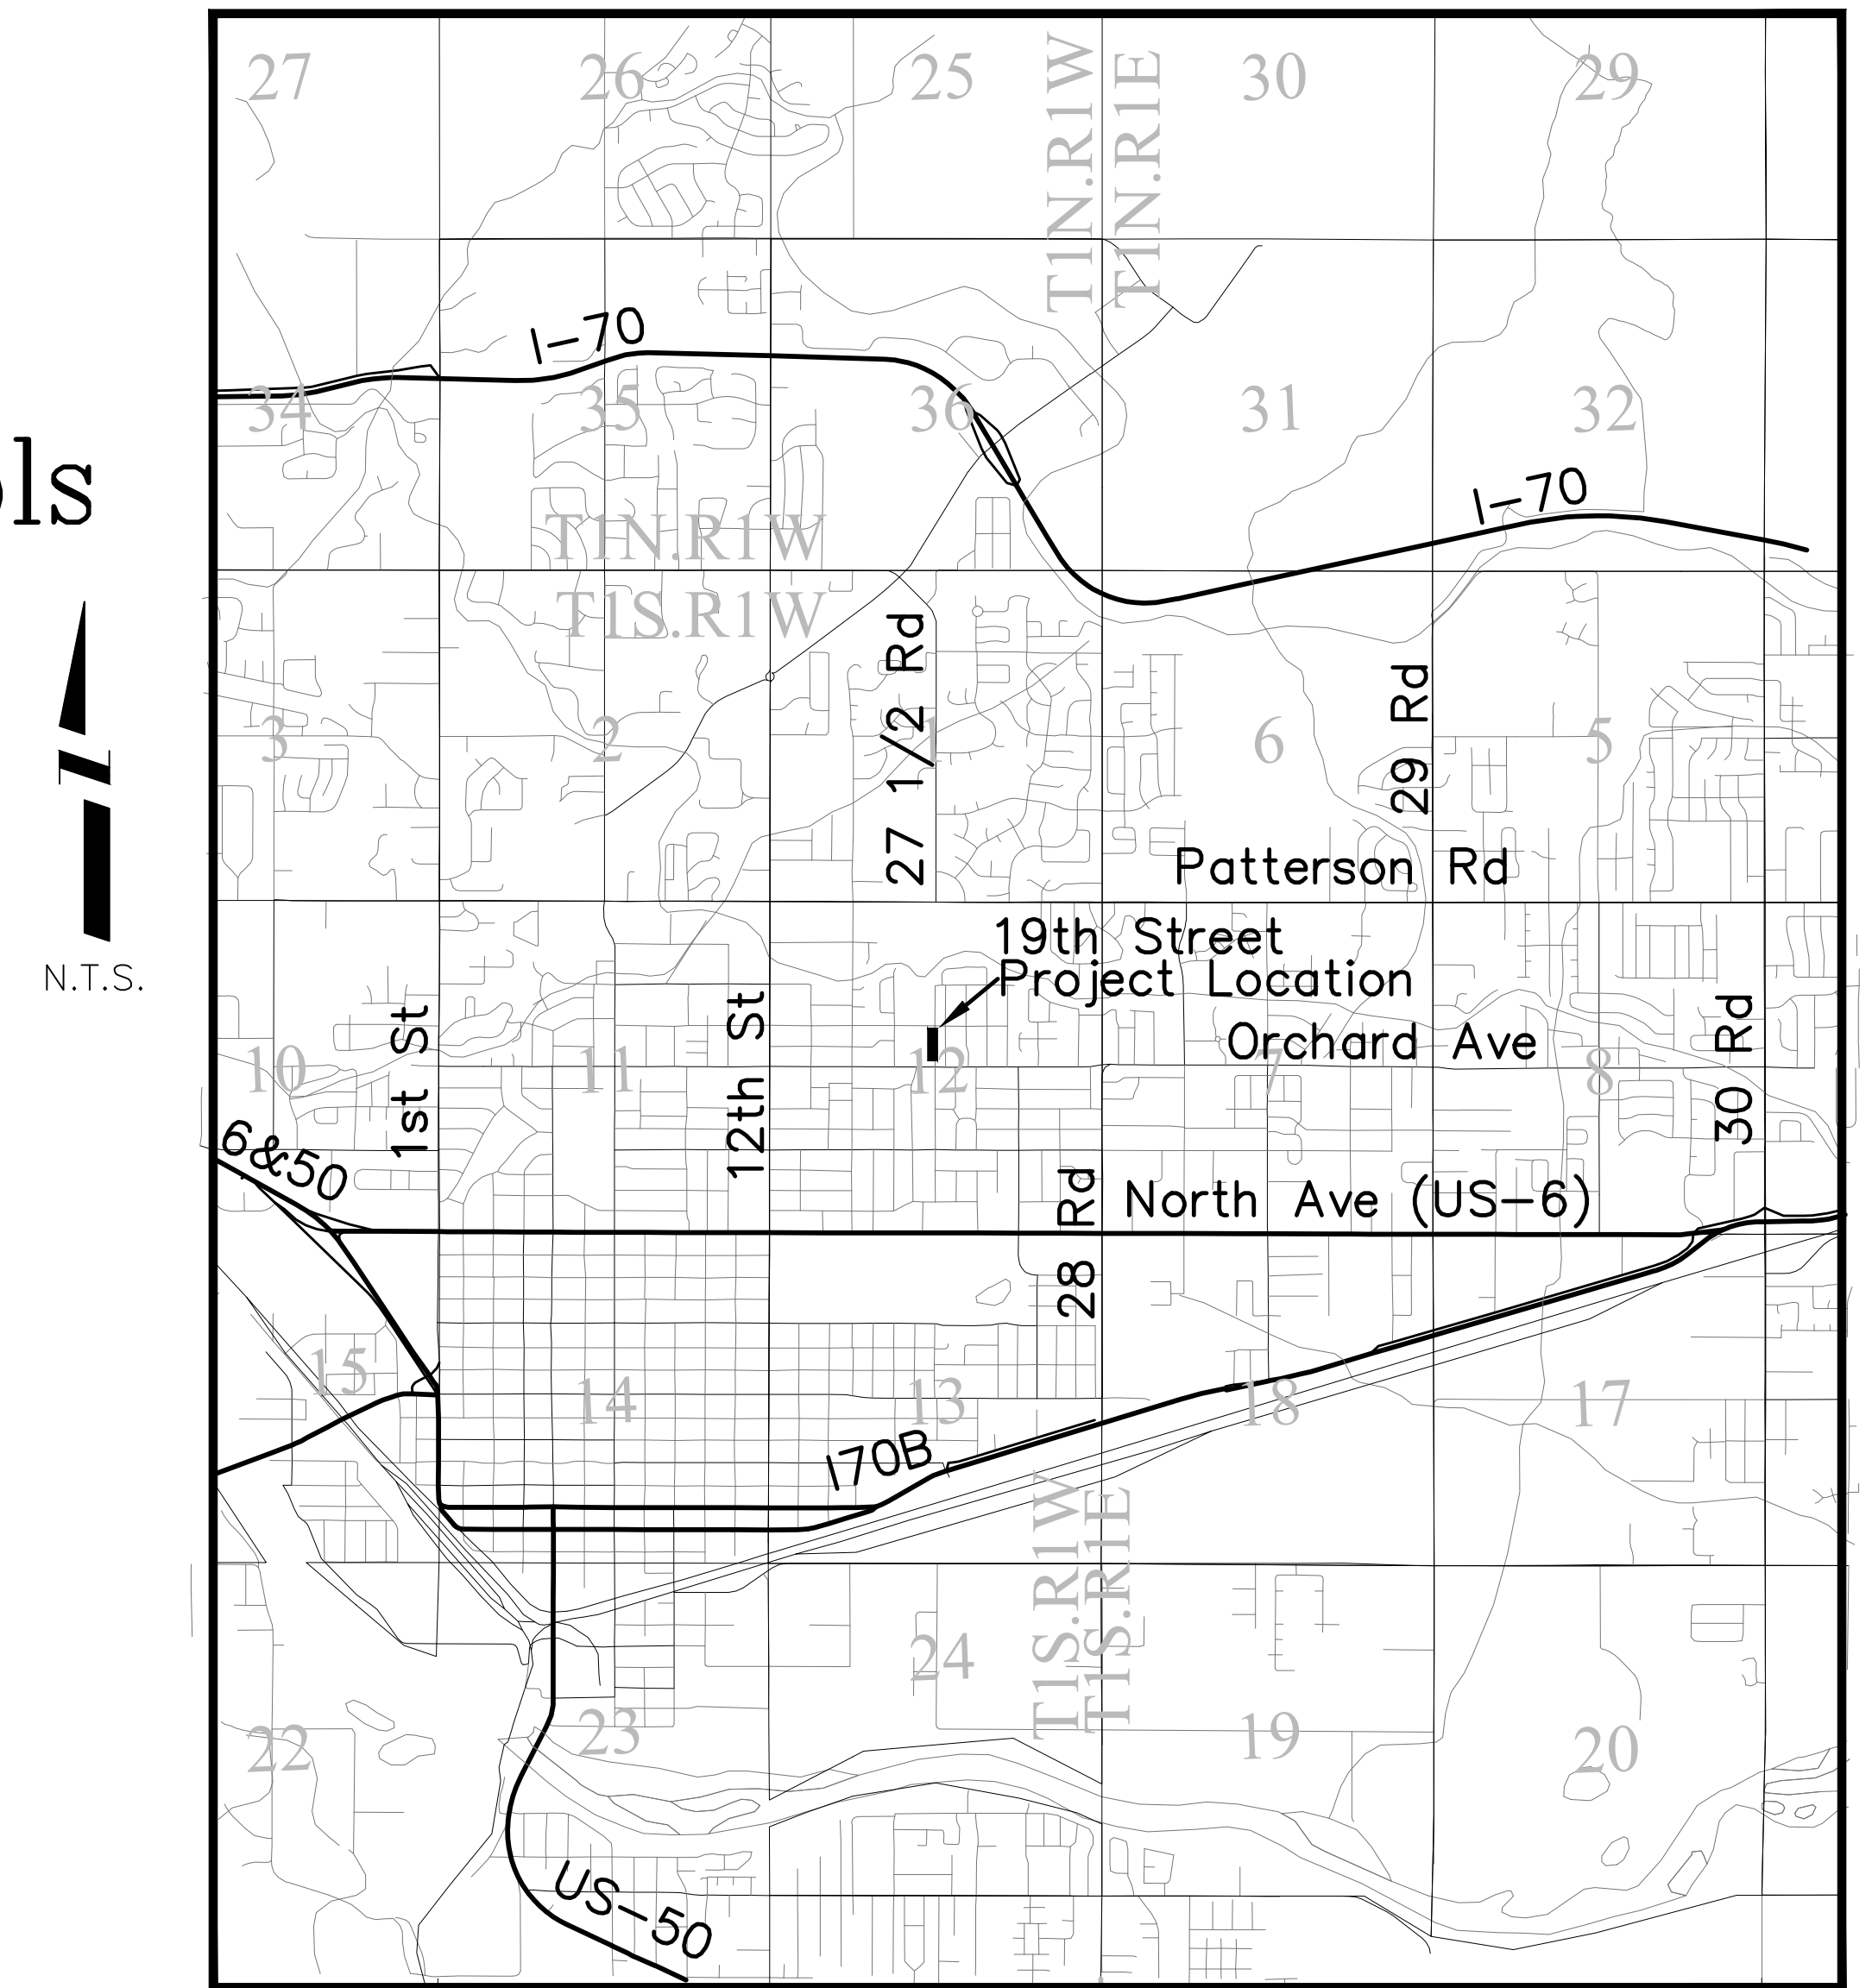 27
26
25
30
29
T1N.R1W
T1N.R1E
I-70
34
35
36
31
32
ls
I-70
T1N.R1W
T1S.R1W
27 1/2 Rd
29 Rd
3
2
1
6
5
Patterson Rd
19th Street
Project Location
N.T.S.
1st St
12th St
Orchard Ave
30 Rd
10
11
12
7
8
6&50
28 Rd
North Ave (US-6)
15
14
13
18
17
I70B
T1S.R1W
T1S.R1E
24
22
23
19
20
US-50